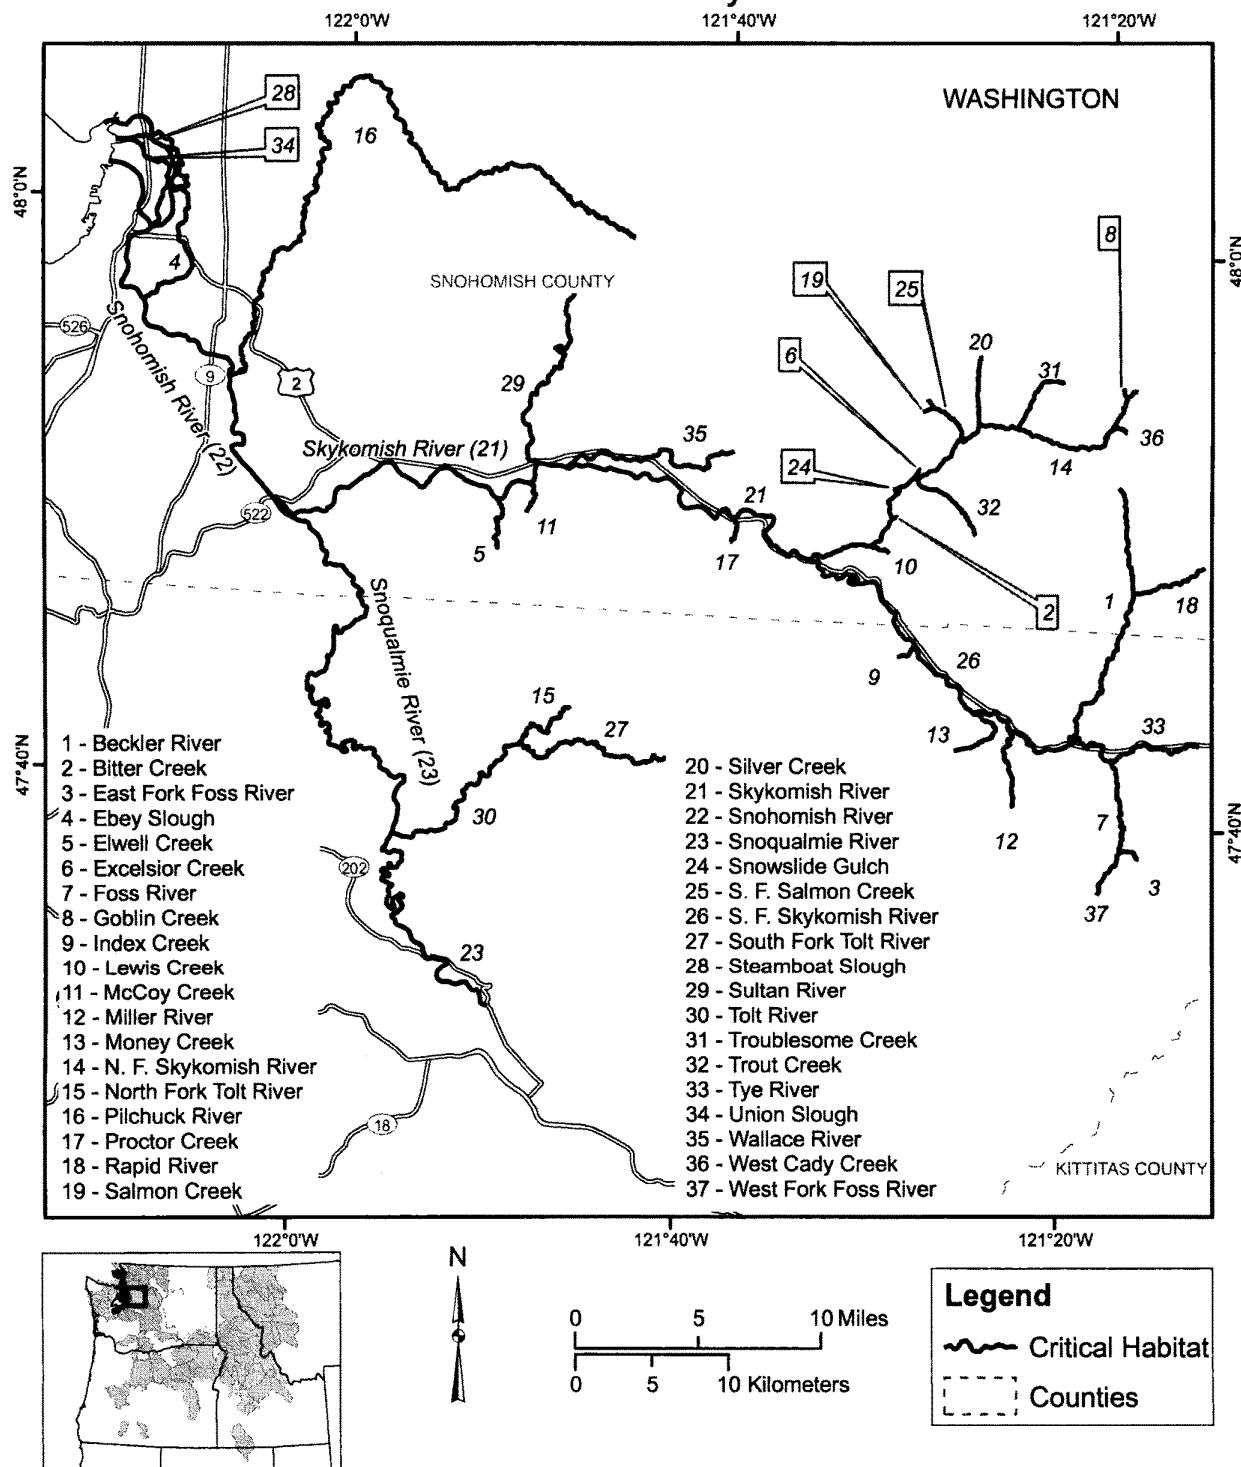 122°0'W 121°40'W 121°20'W
WASHINGTON
28
16
34
48°0'N
8
48°0'N
4
SNOHOMISH COUNTY
19
25
20
526
Snohomish River (22)
9
2
6
31
29
Skykomish River (21)
35
36
14
24
522
21
32
11
5
17
10
1
18
2
Snoqualmie River (23)
9
26
15
27
13
33
47°40'N
30
12
7
47°40'N
202
3
37
23
18
1 - Beckler River
2 - Bitter Creek
3 - East Fork Foss River
4 - Ebey Slough
5 - Elwell Creek
6 - Excelsior Creek
7 - Foss River
8 - Goblin Creek
9 - Index Creek
10 - Lewis Creek
11 - McCoy Creek
12 - Miller River
13 - Money Creek
14 - N. F. Skykomish River
15 - North Fork Tolt River
16 - Pilchuck River
17 - Proctor Creek
18 - Rapid River
19 - Salmon Creek
20 - Silver Creek
21 - Skykomish River
22 - Snohomish River
23 - Snoqualmie River
24 - Snowslide Gulch
25 - S. F. Salmon Creek
26 - S. F. Skykomish River
27 - South Fork Tolt River
28 - Steamboat Slough
29 - Sultan River
30 - Tolt River
31 - Troublesome Creek
32 - Trout Creek
33 - Tye River
34 - Union Slough
35 - Wallace River
36 - West Cady Creek
37 - West Fork Foss River
KITTITAS COUNTY
122°0'W 121°40'W 121°20'W
N
0 5 10 Miles
0 5 10 Kilometers
Legend
Critical Habitat
Counties